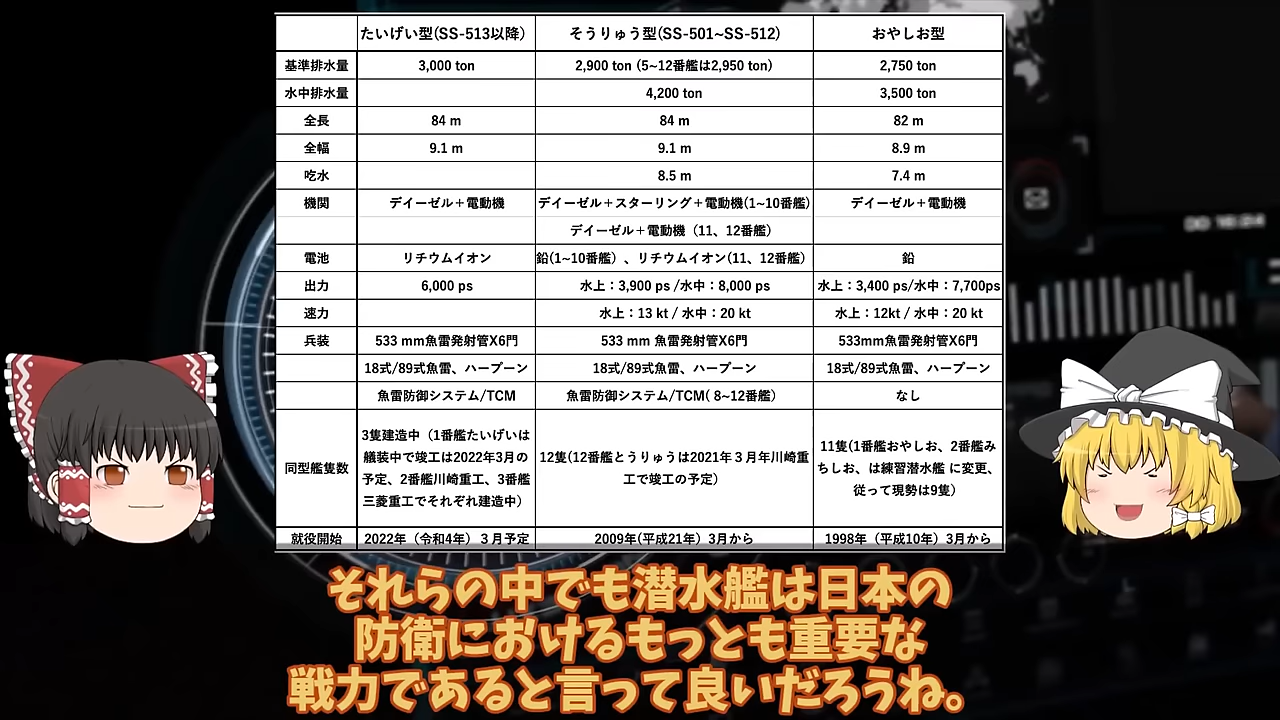 たいげい型(SS-513以降) そうりゅう型(SS-501~SS-512) おやしお型
基準排水量 3,000 ton 2,900 ton (5~12番艦は2,950 ton) 2,750 ton
水中排水量 4,200 ton 3,500 ton
全長 84 m 84 m 82 m
全幅 9.1 m 9.1 m 8.9 m
吃水 8.5 m 7.4 m
機関 デイーゼル＋電動機 デイーゼル＋スターリング＋電動機(1~10番艦) デイーゼル＋電動機
デイーゼル＋電動機（11、12番艦）
電池 リチウムイオン 鉛(1~10番艦）、リチウムイオン(11、12番艦） 鉛
出力 6,000 ps 水上：3,900 ps /水中：8,000 ps 水上：3,400 ps/水中：7,700ps
速力 水上：13 kt / 水中：20 kt 水上：12kt / 水中：20 kt
兵装 533 mm魚雷発射管X6門 533 mm 魚雷発射管X6門 533mm魚雷発射管X6門
18式/89式魚雷、ハープーン 18式/89式魚雷、ハープーン 18式/89式魚雷、ハープーン
魚雷防御システム/TCM 魚雷防御システム/TCM( 8~12番艦） なし
同型艦隻数
3隻建造中（1番艦たいげいは
艤装中で竣工は2022年3月の
予定、2番艦川崎重工、3番艦
三菱重工でそれぞれ建造中）
12隻(12番艦とうりゅうは2021年３月年川崎重
工で竣工の予定）
11隻(1番艦おやしお、2番艦み
ちしお、は練習潜水艦 に変更、
従って現勢は9隻）
就役開始 2022年（令和4年）３月予定 2009年(平成21年）3月から 1998年（平成10年）3月から
それらの中でも潜水艦は日本の
防衛におけるもっとも重要な
戦力であると言って良いだろうね。